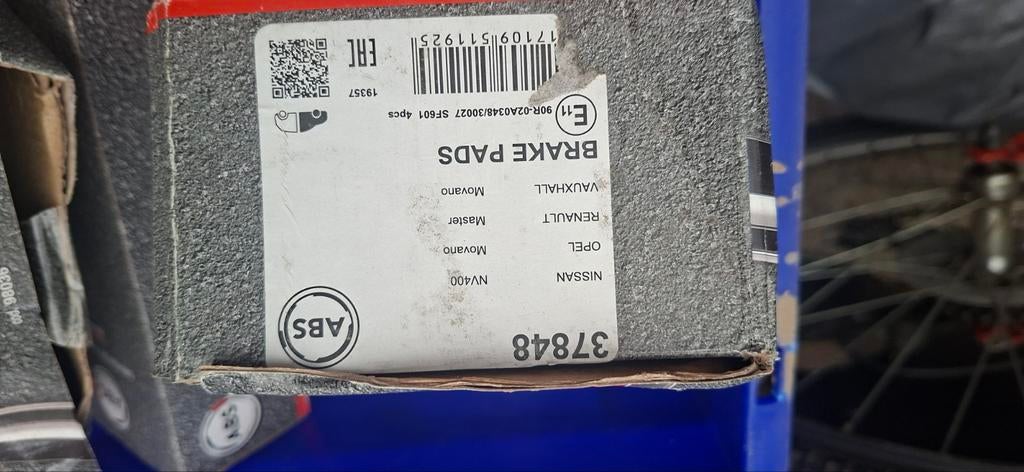 37848
ABS
NISSAN NV400
OPEL Movano
RENAULT Master
VAUXHALL Movano
BRAKE PADS
E11 90R-02A0348/30027 SF601 4pcs
19357
17109 511925
EAC
ABS